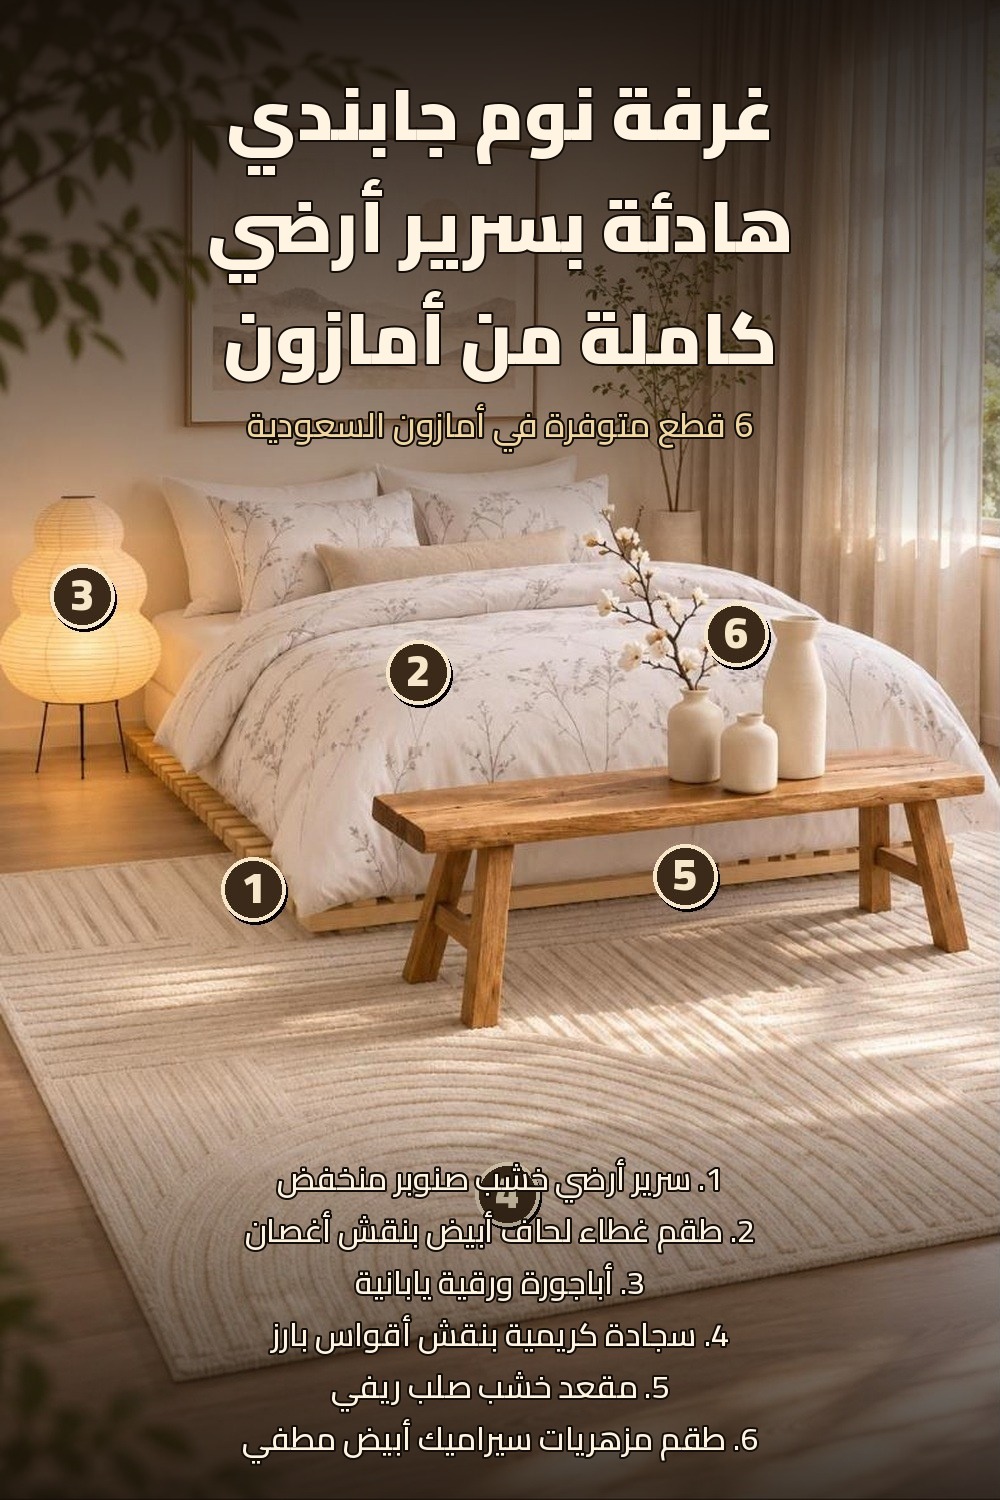 غرفة نوم جابندي
هادئة بسرير أرضي
كاملة من أمازون
6 قطع متوفرة في أمازون السعودية
3
6
2
1
5
4
1. سرير أرضي خشب صنوبر منخفض
2. طقم غطاء لحاف أبيض بنقش أغصان
3. أباجورة ورقية يابانية
4. سجادة كريمية بنقش أقواس بارز
5. مقعد خشب صلب ريفي
6. طقم مزهريات سيراميك أبيض مطفي